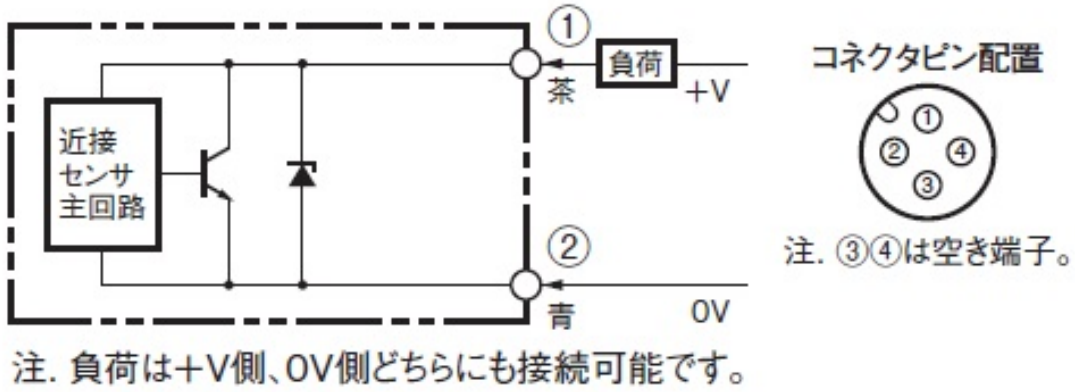 ①
負荷
茶
+V
近接
センサ
主回路
②
青
0V
注. 負荷は+V側、0V側どちらにも接続可能です。
コネクタピン配置
①
②
④
③
注. ③④は空き端子。